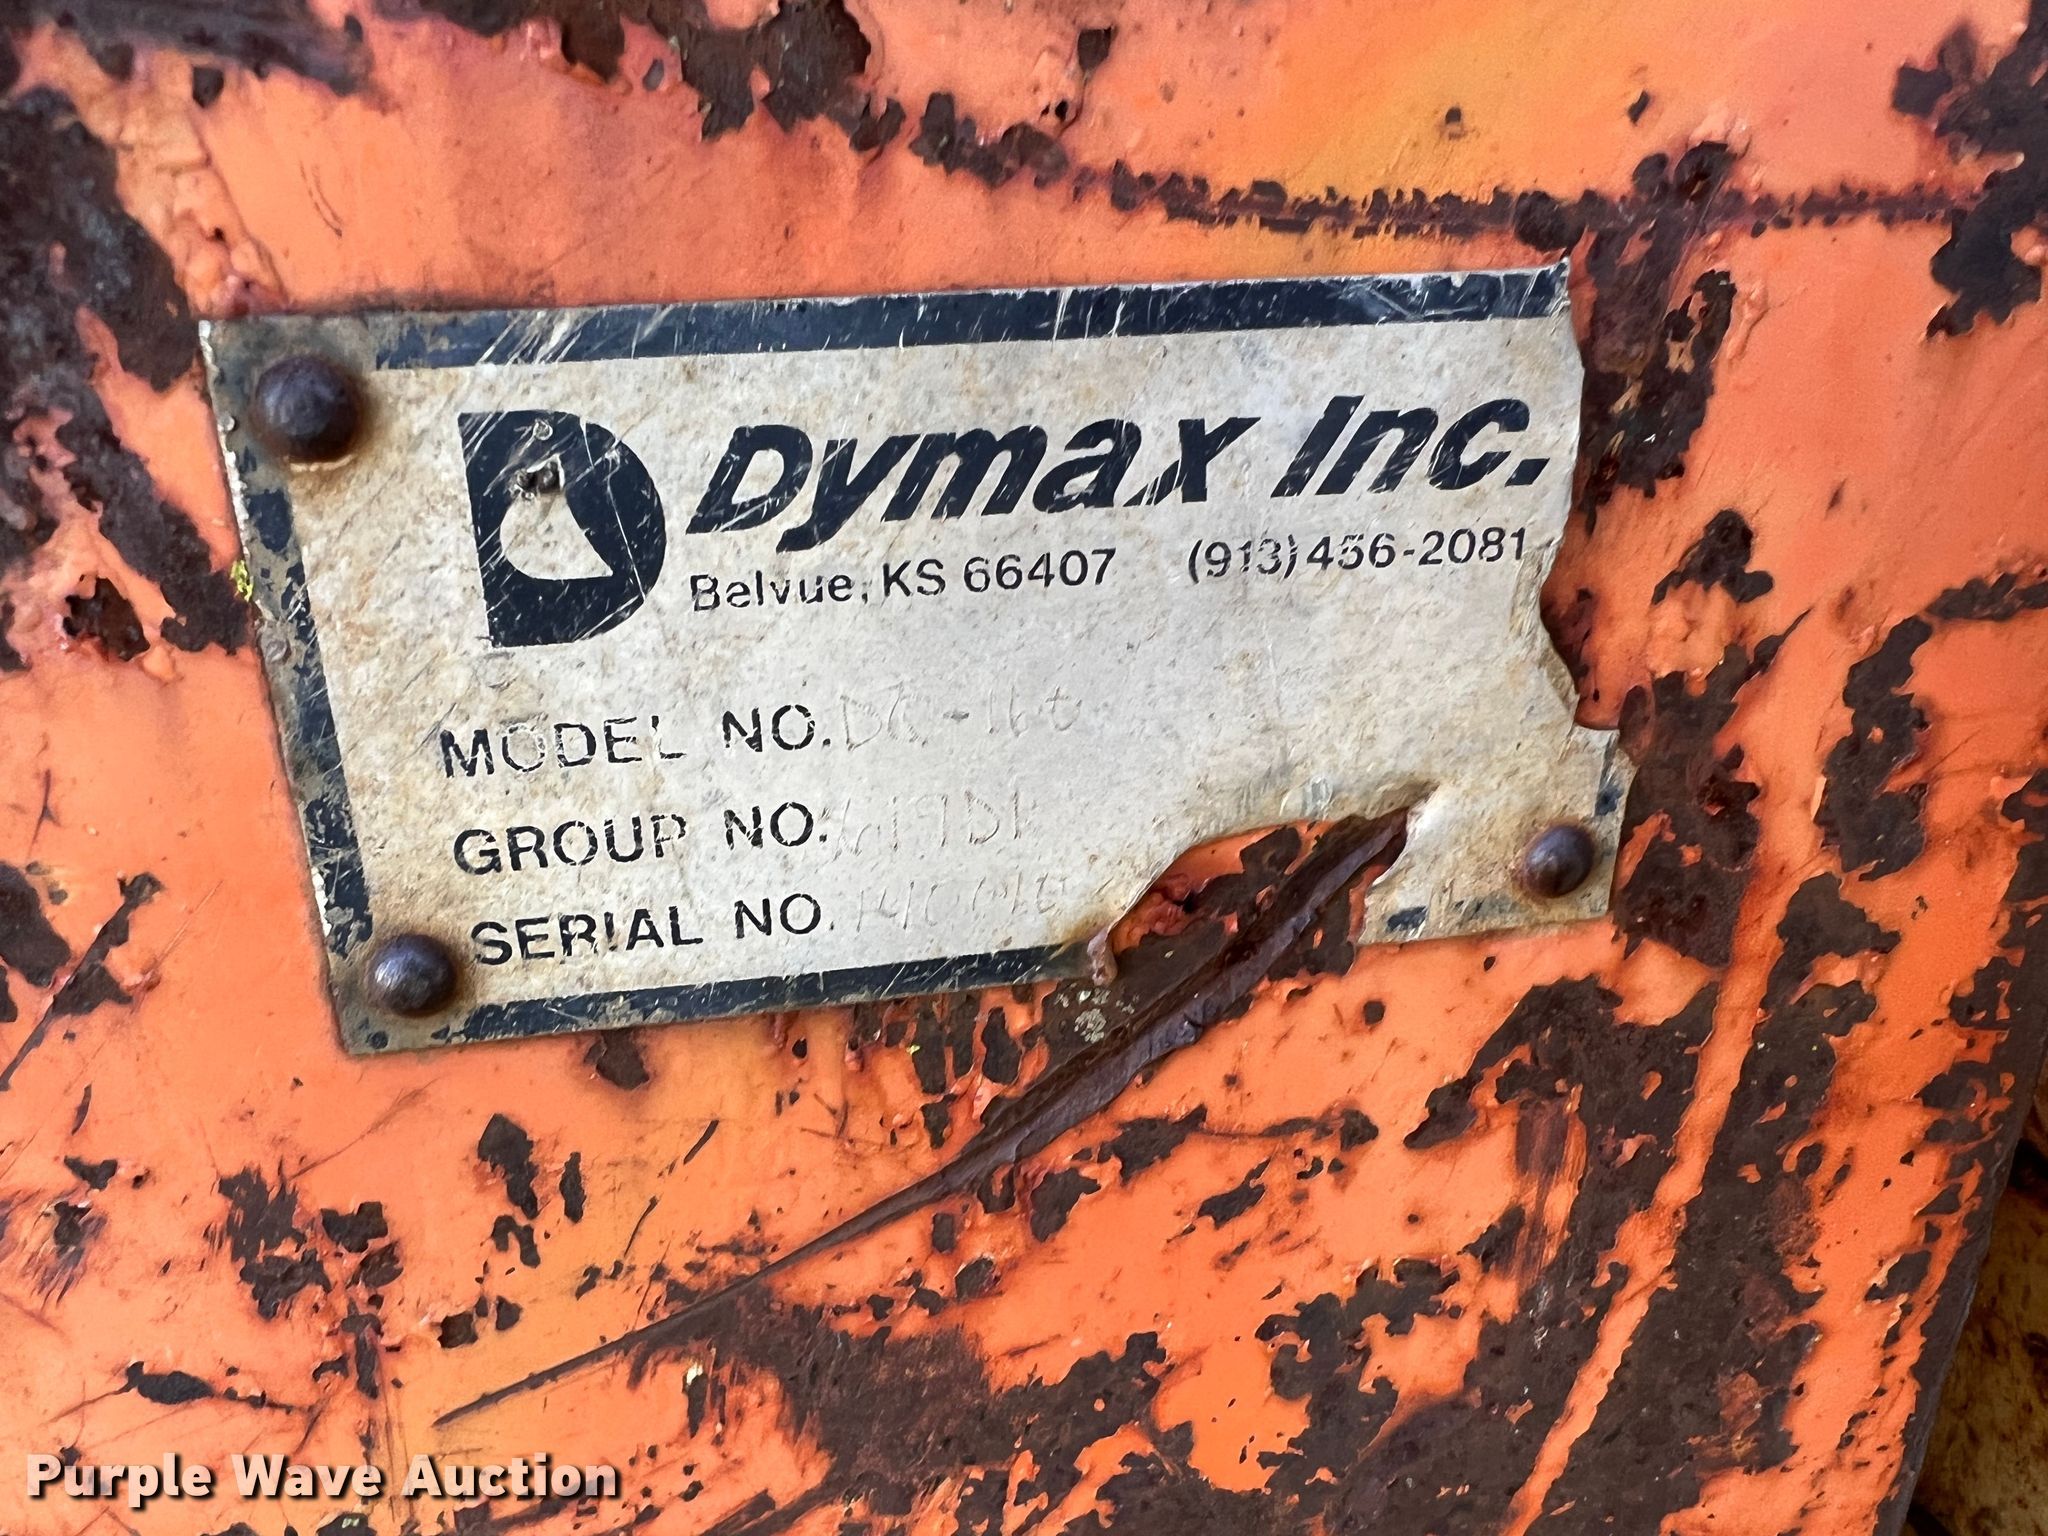 Dymax Inc.
Belvue, KS 66407 (913)456-2081
MODEL NO.
GROUP NO.
SERIAL NO.
Purple Wave Auction